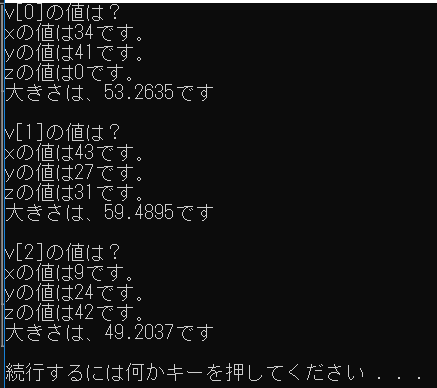 v[0]の値は？
xの値は34です。
yの値は41です。
zの値は0です。
大きさは、53.2635です
v[1]の値は？
xの値は43です。
yの値は27です。
zの値は31です。
大きさは、59.4895です
v[2]の値は？
xの値は9です。
yの値は24です。
zの値は42です。
大きさは、49.2037です
続行するには何かキーを押してください . . .